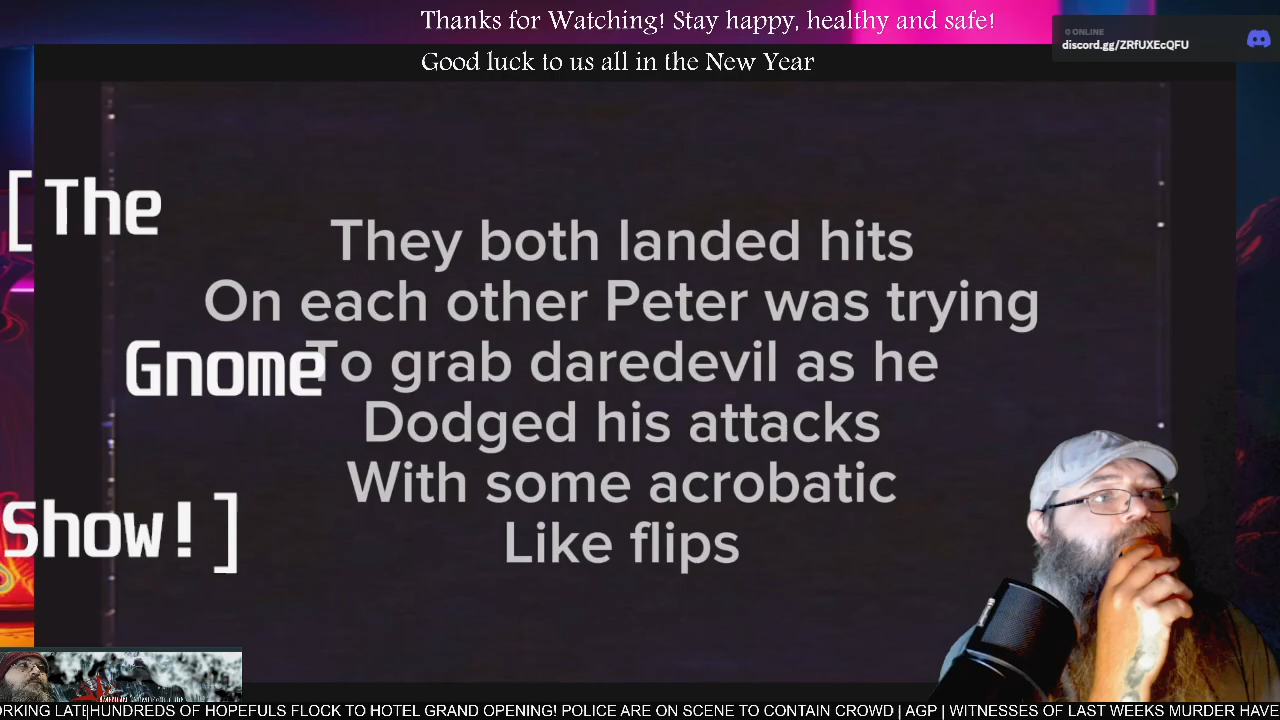 Thanks for Watching! Stay happy, healthy and safe!
0 ONLINE
discord.gg/ZRfUXEcQFU
Good luck to us all in the New Year
[The
Gnome
Show!]
They both landed hits
On each other Peter was trying
To grab daredevil as he
Dodged his attacks
With some acrobatic
Like flips
ORKING LATE|HUNDREDS OF HOPEFULS FLOCK TO HOTEL GRAND OPENING! POLICE ARE ON SCENE TO CONTAIN CROWD | AGP | WITNESSES OF LAST WEEKS MURDER HAVE